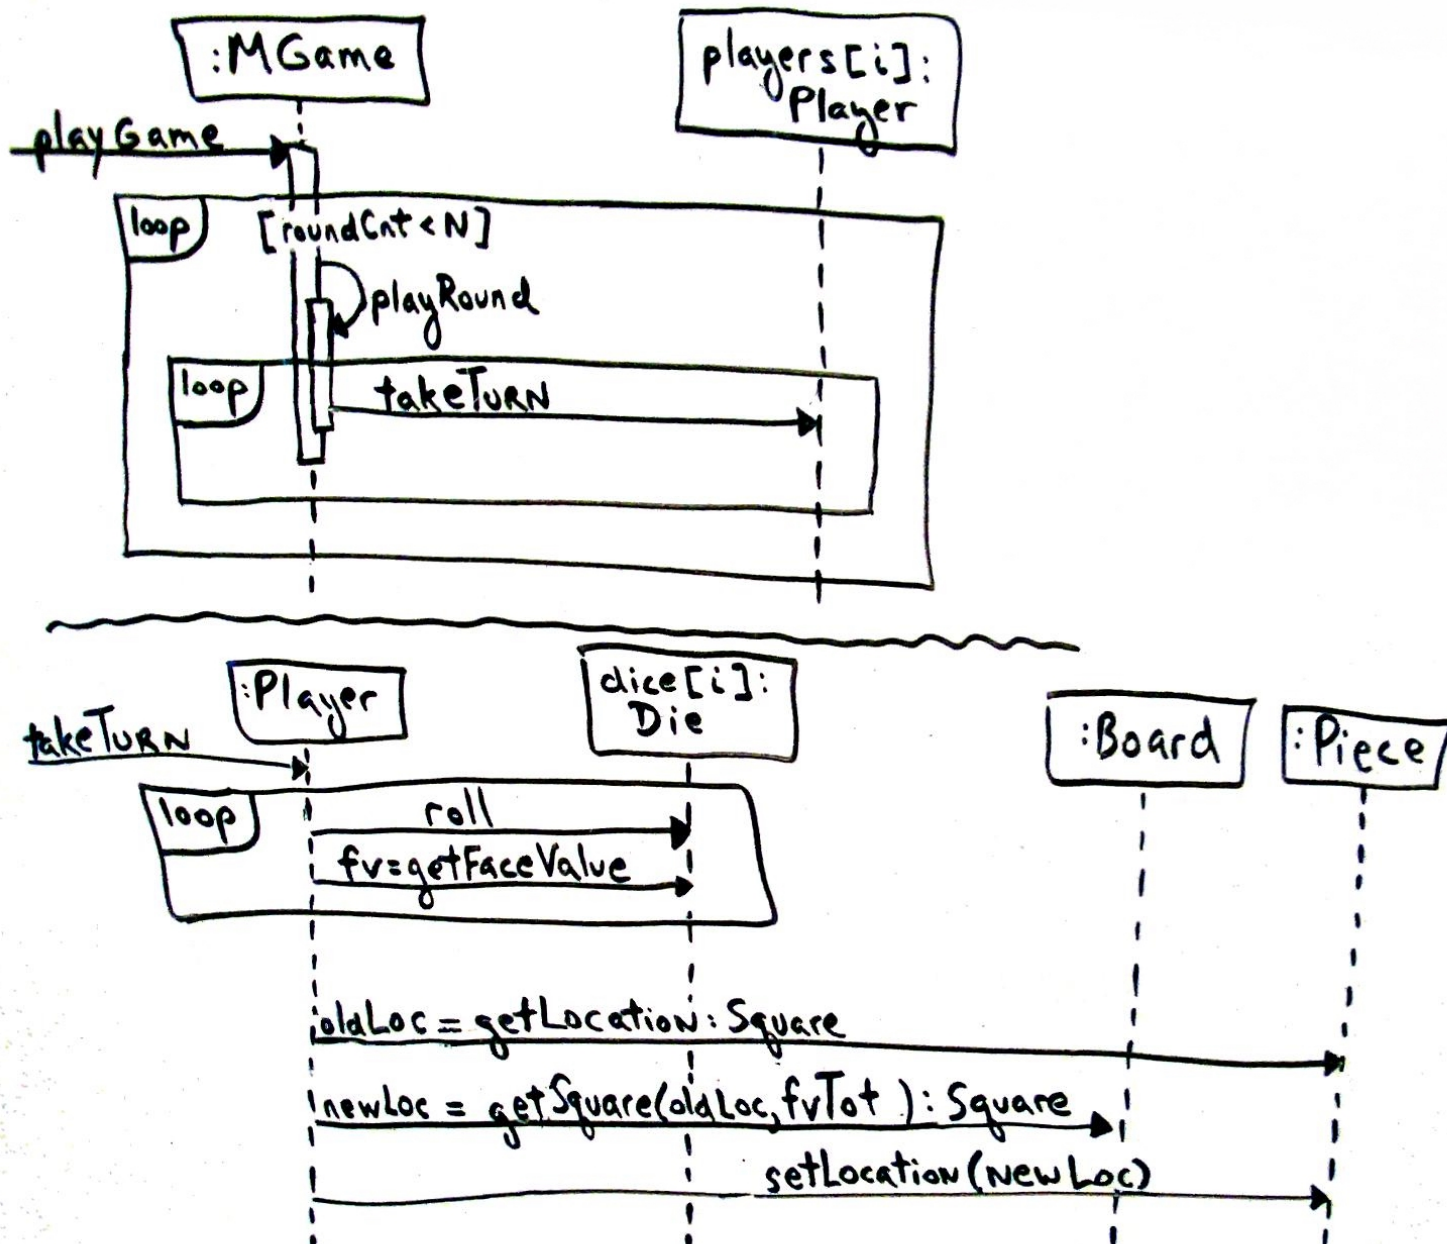 :MGame
players[i]:
Player
playGame
loop
[roundCnt < N]
playRound
loop
takeTURN
:Player
dice[i]:
Die
:Board
:Piece
takeTURN
loop
roll
fv=getFaceValue
oldLoc = getLocation: Square
newLoc = getSquare(oldLoc, fvTot ): Square
setLocation(newLoc)